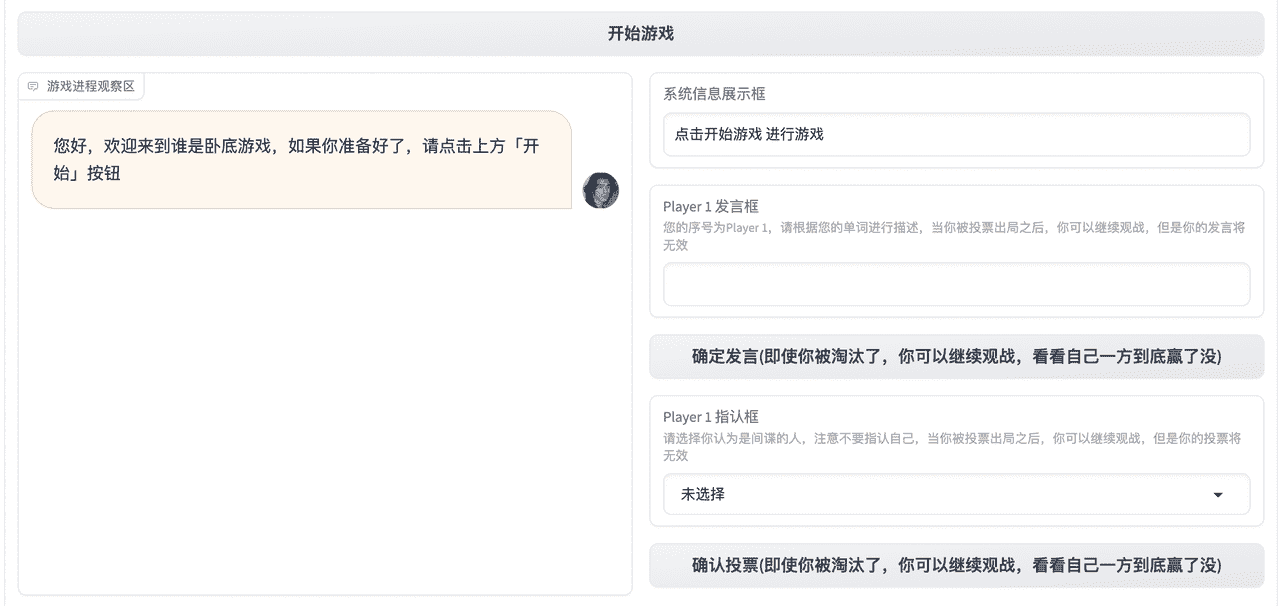 开始游戏
游戏进程观察区
您好，欢迎来到谁是卧底游戏，如果你准备好了，请点击上方「开
始」按钮
系统信息展示框
点击开始游戏 进行游戏
Player 1 发言框
您的序号为Player 1，请根据您的单词进行描述，当你被投票出局之后，你可以继续观战，但是你的发言将
无效
确定发言(即使你被淘汰了，你可以继续观战，看看自己一方到底赢了没)
Player 1 指认框
请选择你认为是间谍的人，注意不要指认自己，当你被投票出局之后，你可以继续观战，但是你的投票将
无效
未选择
确认投票(即使你被淘汰了，你可以继续观战，看看自己一方到底赢了没)